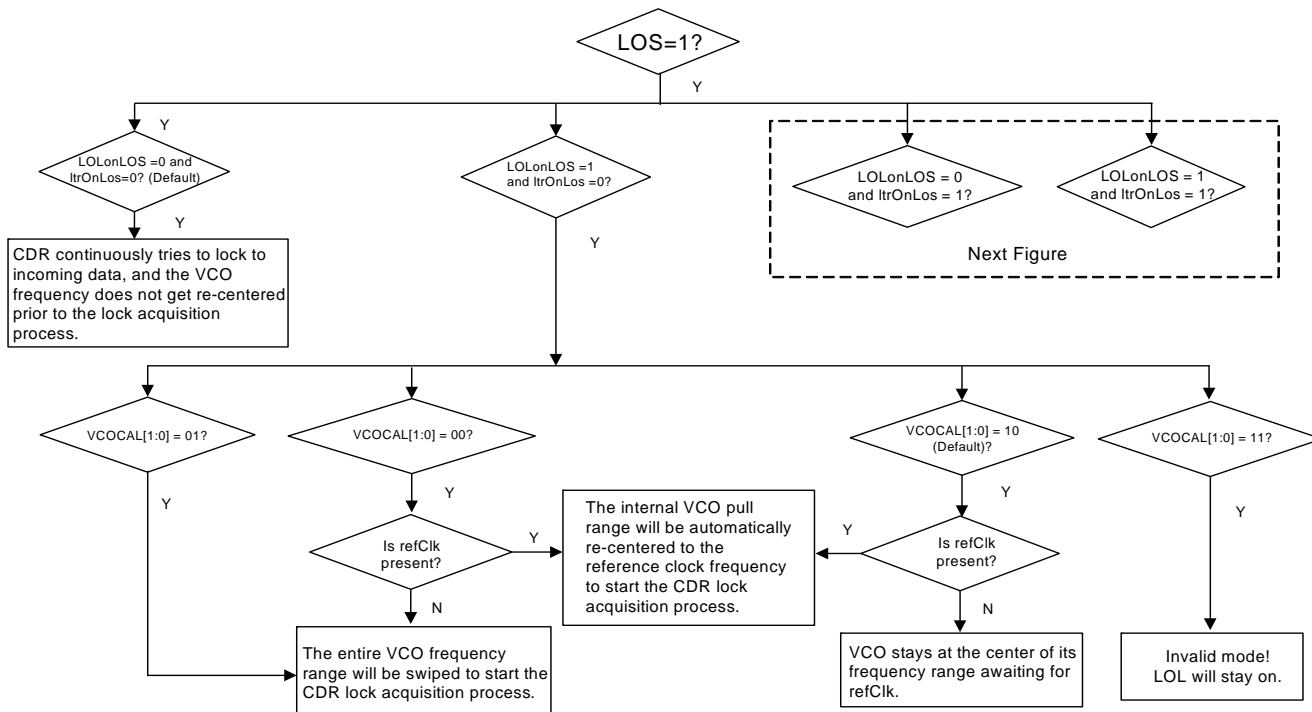 LOS=1?
Y
Y
LOLonLOS =0 and
ltrOnLos=0? (Default)
Y
CDR continuously tries to lock to
incoming data, and the VCO
frequency does not get re-centered
prior to the lock acquisition
process.
LOLonLOS =1
and ltrOnLos =0?
Y
LOLonLOS = 0
and ltrOnLos = 1?
LOLonLOS = 1
and ltrOnLos = 1?
Next Figure
VCOCAL[1:0] = 01?
Y
VCOCAL[1:0] = 00?
Y
Is refClk
present?
Y
N
The entire VCO frequency
range will be swiped to start the
CDR lock acquisition process.
The internal VCO pull
range will be automatically
re-centered to the
reference clock frequency
to start the CDR lock
acquisition process.
VCOCAL[1:0] = 10
(Default)?
Y
Is refClk
present?
Y
N
VCO stays at the center of its
frequency range awaiting for
refClk.
VCOCAL[1:0] = 11?
Y
Invalid mode!
LOL will stay on.